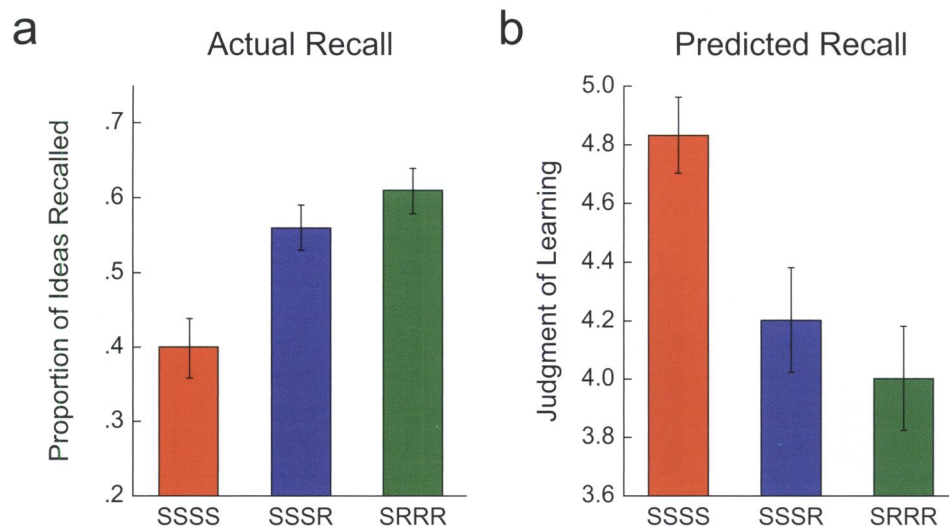 a
Actual Recall
Proportion of Ideas Recalled
.7
.6
.5
.4
.3
.2
SSSS SSSR SRRR
b
Predicted Recall
Judgment of Learning
5.0
4.8
4.6
4.4
4.2
4.0
3.8
3.6
SSSS SSSR SRRR